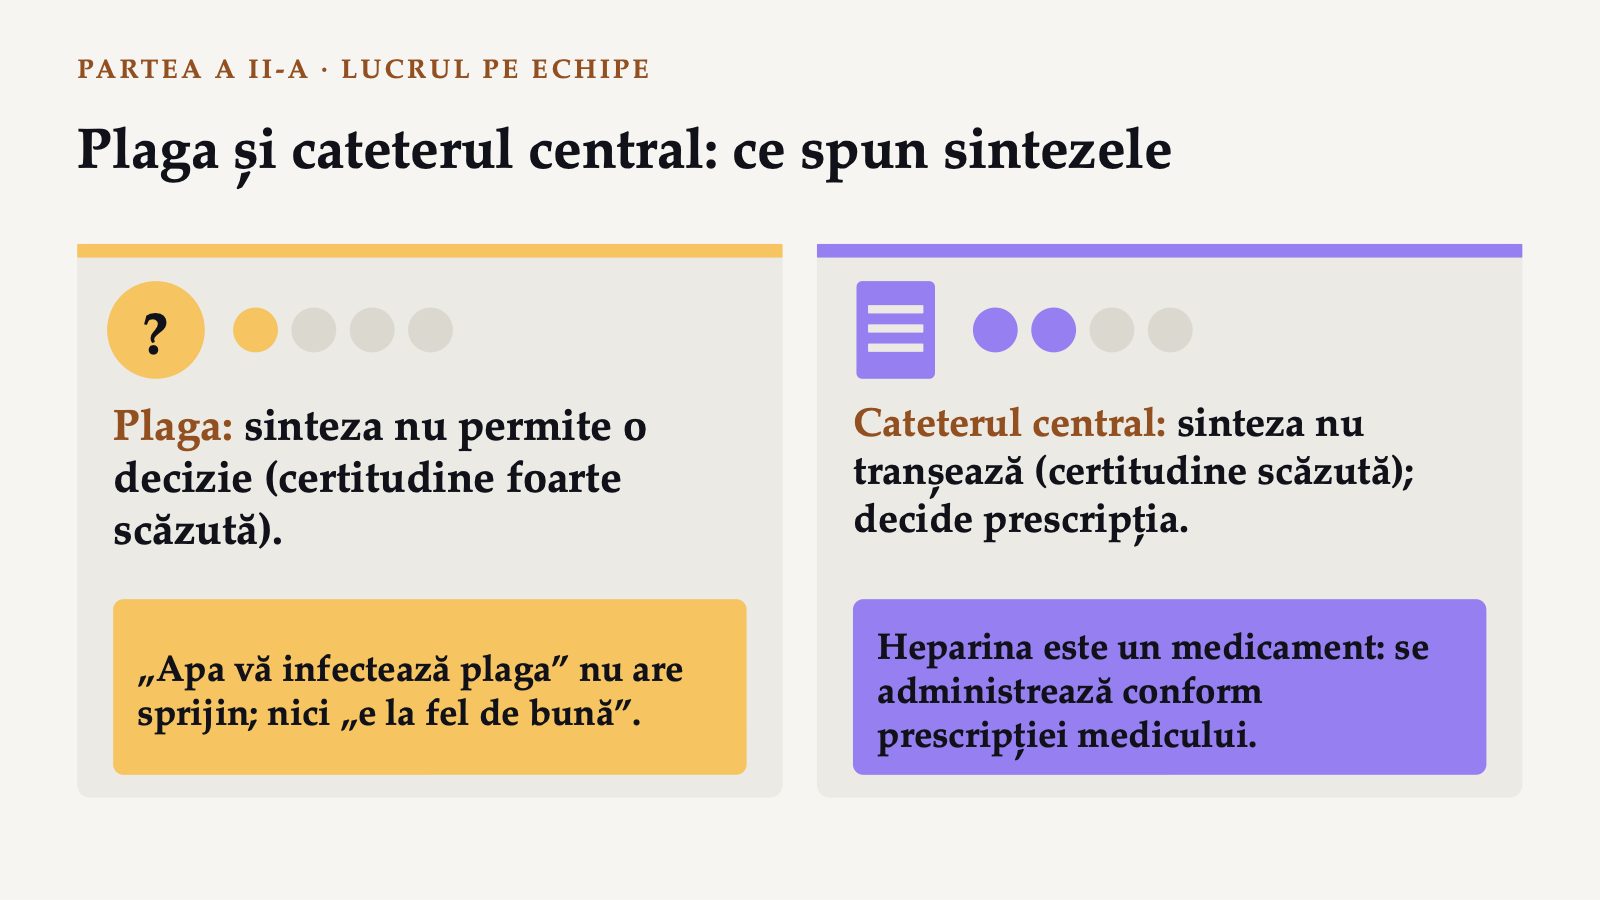 PARTEA A II-A · LUCRUL PE ECHIPE
Plaga și cateterul central: ce spun sintezele
?
Plaga: sinteza nu permite o
decizie (certitudine foarte
scăzută).
„Apa vă infectează plaga” nu are
sprijin; nici „e la fel de bună”.
Cateterul central: sinteza nu
tranșează (certitudine scăzută);
decide prescripția.
Heparina este un medicament: se
administrează conform
prescripției medicului.